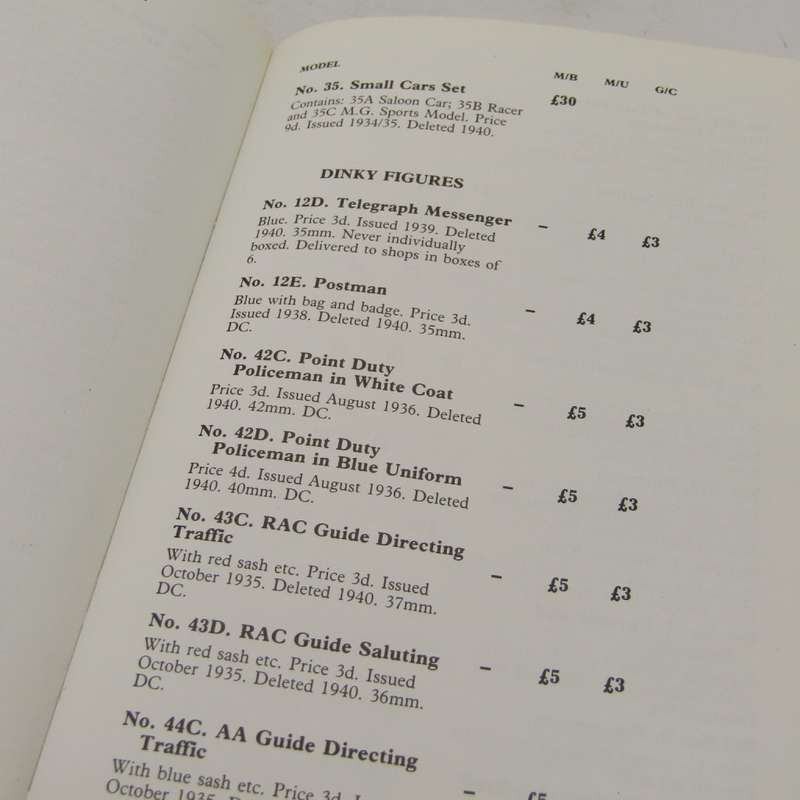 MODEL M/B M/U G/C
No. 35. Small Cars Set £30
Contains: 35A Saloon Car; 35B Racer
and 35C M.G. Sports Model. Price
9d. Issued 1934/35. Deleted 1940.
DINKY FIGURES
No. 12D. Telegraph Messenger – £4 £3
Blue. Price 3d. Issued 1939. Deleted
1940. 35mm. Never individually
boxed. Delivered to shops in boxes of
6.
No. 12E. Postman – £4 £3
Blue with bag and badge. Price 3d.
Issued 1938. Deleted 1940. 35mm.
DC.
No. 42C. Point Duty
Policeman in White Coat – £5 £3
Price 3d. Issued August 1936. Deleted
1940. 42mm. DC.
No. 42D. Point Duty
Policeman in Blue Uniform – £5 £3
Price 4d. Issued August 1936. Deleted
1940. 40mm. DC.
No. 43C. RAC Guide Directing
Traffic – £5 £3
With red sash etc. Price 3d. Issued
October 1935. Deleted 1940. 37mm.
DC.
No. 43D. RAC Guide Saluting – £5 £3
With red sash etc. Price 3d. Issued
October 1935. Deleted 1940. 36mm.
DC.
No. 44C. AA Guide Directing
Traffic – £5
With blue sash etc. Price 3d. Issued
October 1935. Deleted